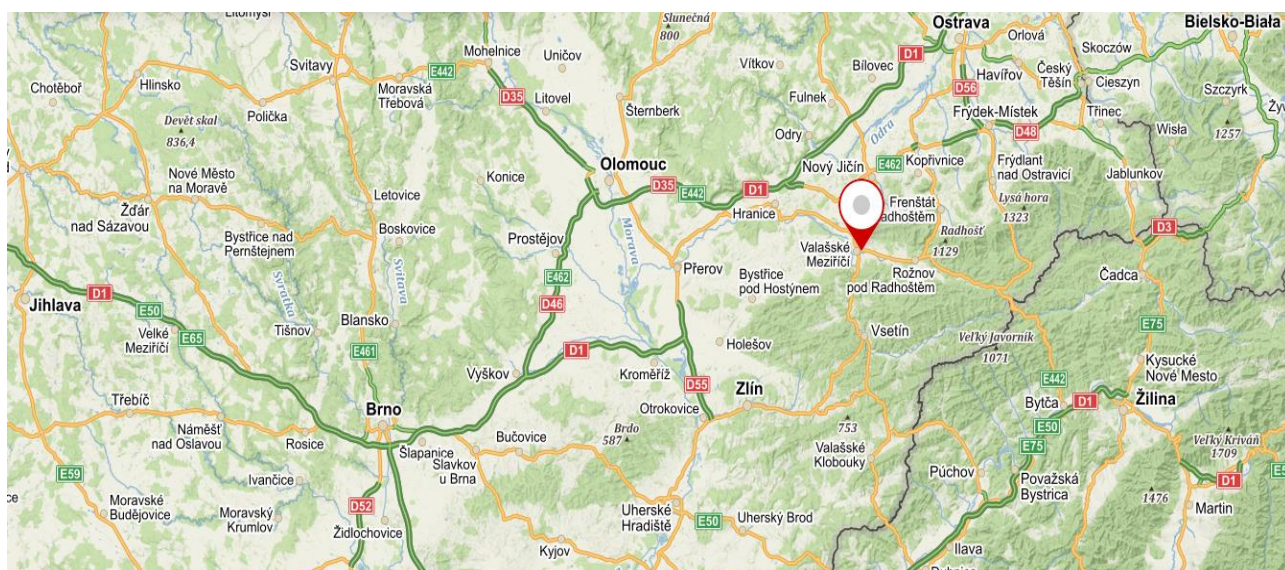 Litomyšl
Slunečná
800
Ostrava
Bielsko-Biała
Orlová
Skoczów
Chotěboř
Hlinsko
Svitavy
E442
Mohelnice
Uničov
Vítkov
Bílovec
D1
Havířov
Český
Těšín
Cieszyn
Moravská
Třebová
D35
Litovel
Šternberk
Fulnek
D56
Szczyrk
Polička
Devět skal
836,4
Odry
Odra
Frýdek-Místek
Třinec
D48
Wisła
1257
Nové Město
na Moravě
Letovice
Konice
Olomouc
D35
E442
D1
Nový Jičín
E462
Kopřivnice
Frýdlant
nad Ostravicí
Jablunkov
Žďár
nad Sázavou
Hranice
Frenštát
Lysá hora
1323
Bystřice nad
Pernštejnem
Boskovice
Prostějov
Morava
Radhošť
1129
D3
Valašské
Meziříčí
Svratka
Svitava
E462
Přerov
Bystřice
pod Hostýnem
Rožnov
pod Radhoštěm
Čadca
Jihlava
D1
E50
D46
Velké
Meziříčí
E65
Tišnov
Blansko
E75
E461
Vyškov
D1
Kroměříž
Holešov
Vsetín
Veľký Javorník
1071
Kysucké
Nové Mesto
Třebíč
Brno
D55
Zlín
E442
Bytča
D1
Žilina
Náměšť
nad Oslavou
Rosice
Šlapanice
Bučovice
Otrokovice
Brdo
587
753
E50
Slavkov
u Brna
Valašské
Klobouky
E75
Veľký Kriváň
1709
E59
Ivančice
Púchov
Považská
Bystrica
D1
Moravské
Budějovice
Moravský
Krumlov
D52
Židlochovice
Uherské
Hradiště
E50
Uherský Brod
1476
Martin
Kyjov
Ilava